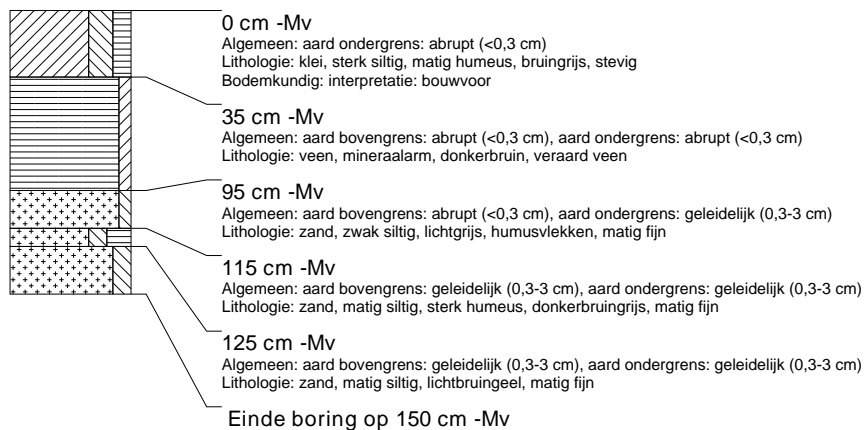 0 cm -Mv
Algemeen: aard ondergrens: abrupt (<0,3 cm)
Lithologie: klei, sterk siltig, matig humeus, bruingrijs, stevig
Bodemkundig: interpretatie: bouwvoor
35 cm -Mv
Algemeen: aard bovengrens: abrupt (<0,3 cm), aard ondergrens: abrupt (<0,3 cm)
Lithologie: veen, mineraalarm, donkerbruin, veraard veen
95 cm -Mv
Algemeen: aard bovengrens: abrupt (<0,3 cm), aard ondergrens: geleidelijk (0,3-3 cm)
Lithologie: zand, zwak siltig, lichtgrijs, humusvlekken, matig fijn
115 cm -Mv
Algemeen: aard bovengrens: geleidelijk (0,3-3 cm), aard ondergrens: geleidelijk (0,3-3 cm)
Lithologie: zand, matig siltig, sterk humeus, donkerbruingrijs, matig fijn
125 cm -Mv
Algemeen: aard bovengrens: geleidelijk (0,3-3 cm), aard ondergrens: geleidelijk (0,3-3 cm)
Lithologie: zand, matig siltig, lichtbruingeel, matig fijn
Einde boring op 150 cm -Mv